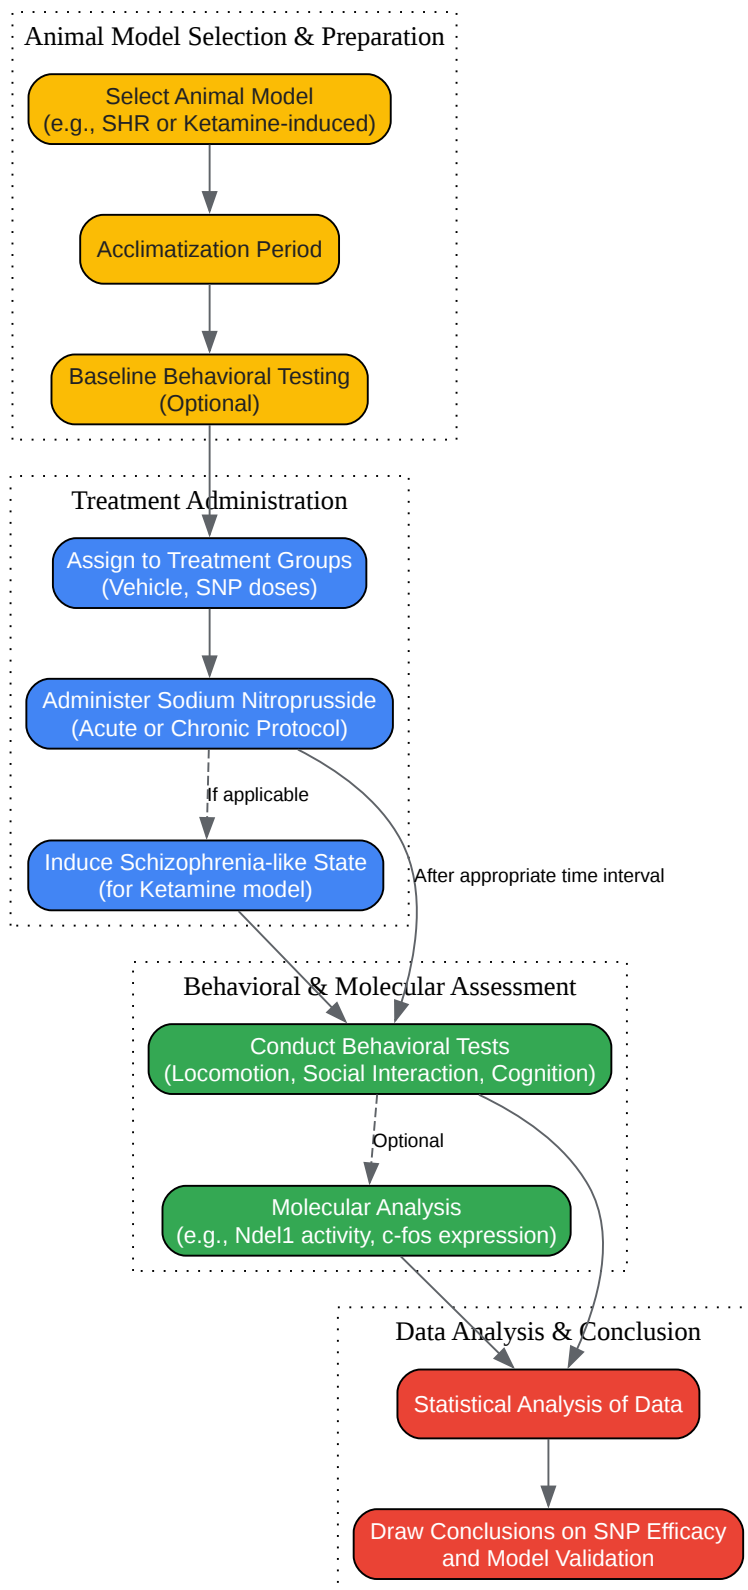 Animal Model Selection & Preparation
Select Animal Model
(e.g., SHR or Ketamine-induced)
Acclimatization Period
Baseline Behavioral Testing
(Optional)
Treatment Administration
Assign to Treatment Groups
(Vehicle, SNP doses)
Administer Sodium Nitroprusside
(Acute or Chronic Protocol)
If applicable
Induce Schizophrenia-like State
(for Ketamine model)
After appropriate time interval
Behavioral & Molecular Assessment
Conduct Behavioral Tests
(Locomotion, Social Interaction, Cognition)
Optional
Molecular Analysis
(e.g., Ndel1 activity, c-fos expression)
Data Analysis & Conclusion
Statistical Analysis of Data
Draw Conclusions on SNP Efficacy
and Model Validation